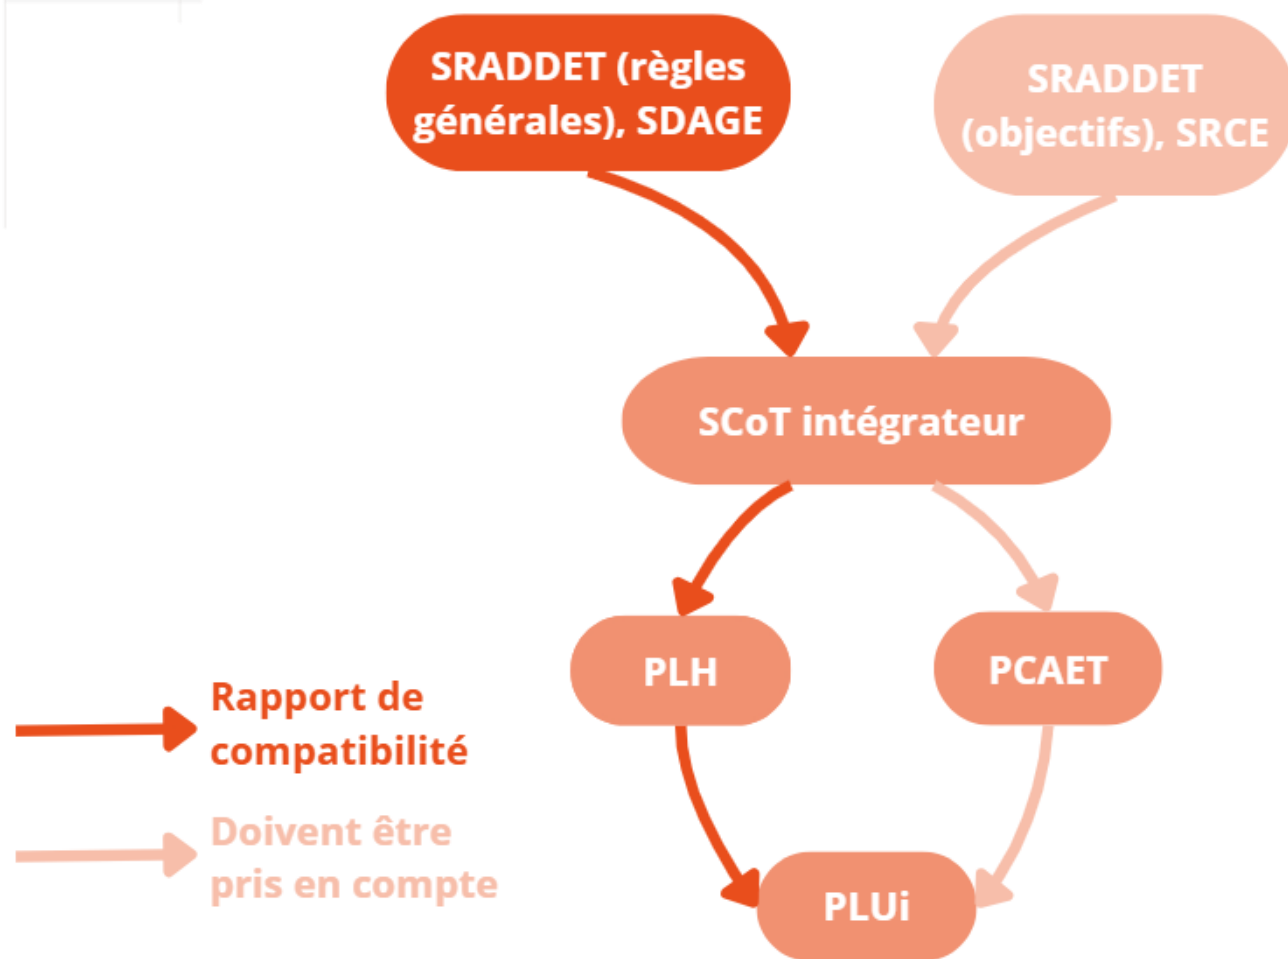 SRADDET (règles
générales), SDAGE
SRADDET
(objectifs), SRCE
SCoT intégrateur
PLH
PCAET
Rapport de
compatibilité
Doivent être
pris en compte
PLUi